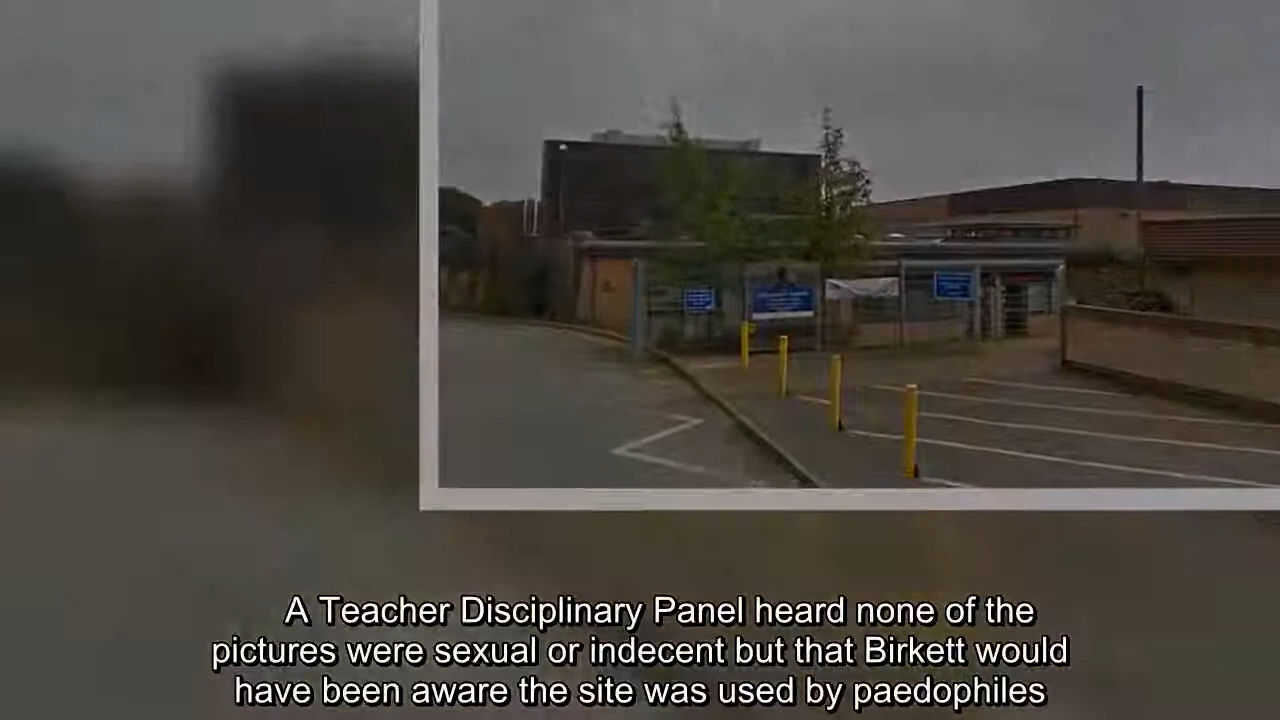 A Teacher Disciplinary Panel heard none of the
pictures were sexual or indecent but that Birkett would
have been aware the site was used by paedophiles